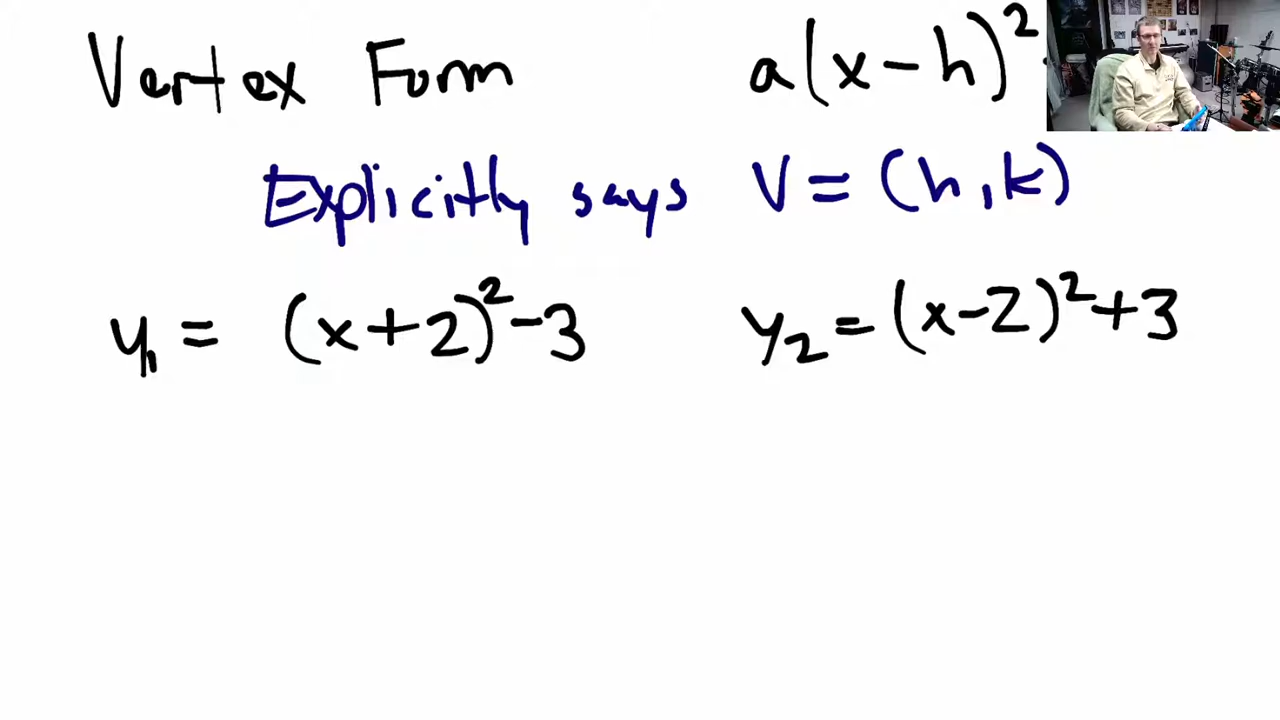 Vertex Form a(x-h)²
Explicitly says V=(h,k)
y₁ = (x+2)²-3 y₂=(x-2)²+3